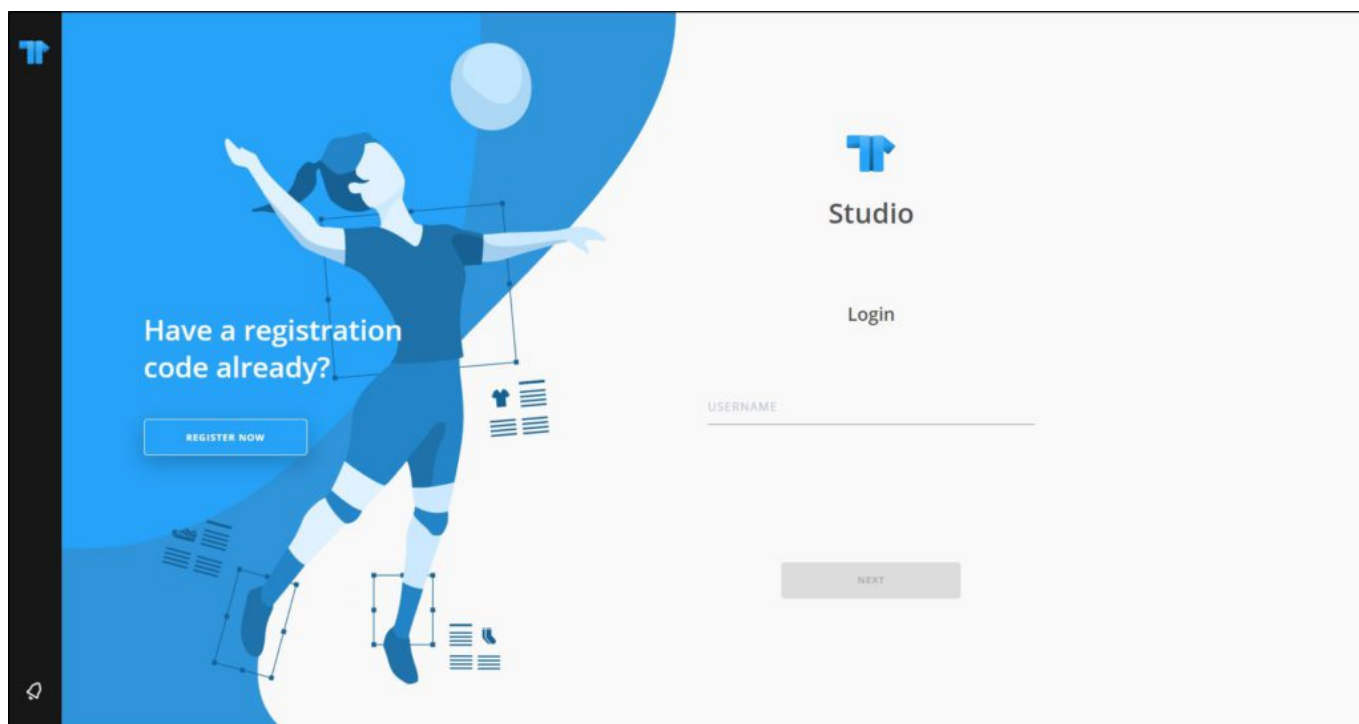 Have a registration
code already?
REGISTER NOW
Studio
Login
USERNAME
NEXT